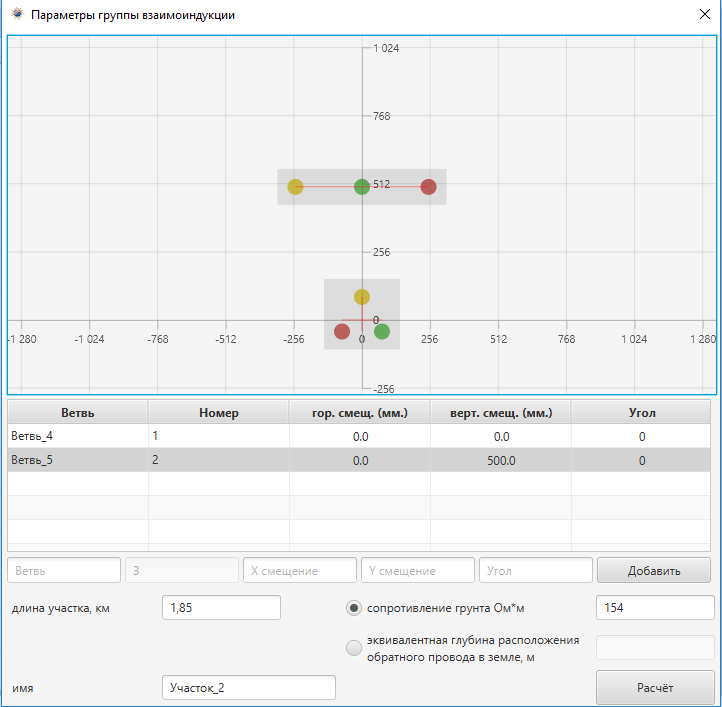 Параметры группы взаимоиндукции
1 024
768
512
256
0
-1 280 -1 024 -768 -512 -256 0 256 512 768 1 024 1 280
-256
Ветвь Номер гор. смещ. (мм.) верт. смещ. (мм.) Угол
Ветвь_4 1 0.0 0.0 0
Ветвь_5 2 0.0 500.0 0
Ветвь 3 X смещение Y смещение Угол Добавить
длина участка, км 1,85 сопротивление грунта Ом*м 154
эквивалентная глубина расположения
обратного провода в земле, м
имя Участок_2 Расчёт